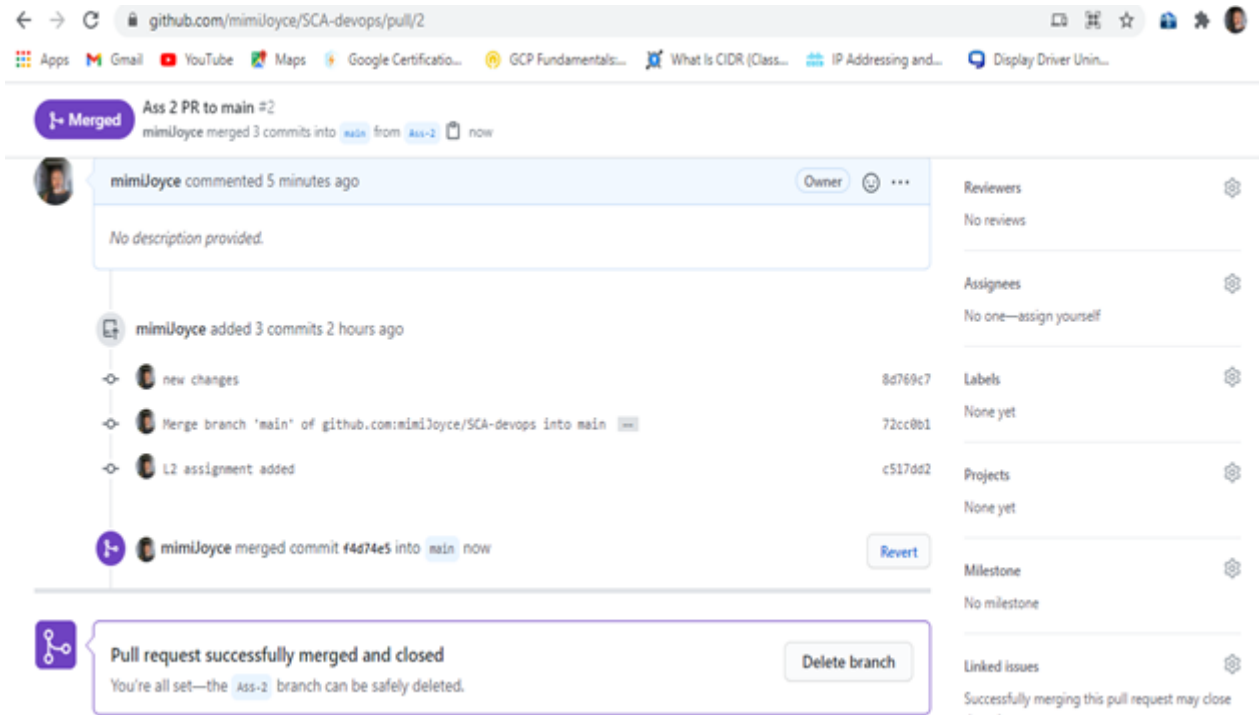 github.com/mimiJoyce/SCA-devops/pull/2
Apps Gmail YouTube Maps Google Certificatio... GCP Fundamentals:... What Is CIDR (Class... IP Addressing and... Display Driver Unin...
Merged
Ass 2 PR to main #2
mimiJoyce merged 3 commits into main from Ass-2 now
mimiJoyce commented 5 minutes ago Owner
No description provided.
mimiJoyce added 3 commits 2 hours ago
new changes 8d769c7
Merge branch 'main' of github.com:mimiJoyce/SCA-devops into main 72cc0b1
L2 assignment added c517dd2
mimiJoyce merged commit f4d74e5 into main now Revert
Pull request successfully merged and closed
You're all set—the Ass-2 branch can be safely deleted.
Delete branch
Reviewers
No reviews
Assignees
No one—assign yourself
Labels
None yet
Projects
None yet
Milestone
No milestone
Linked issues
Successfully merging this pull request may close